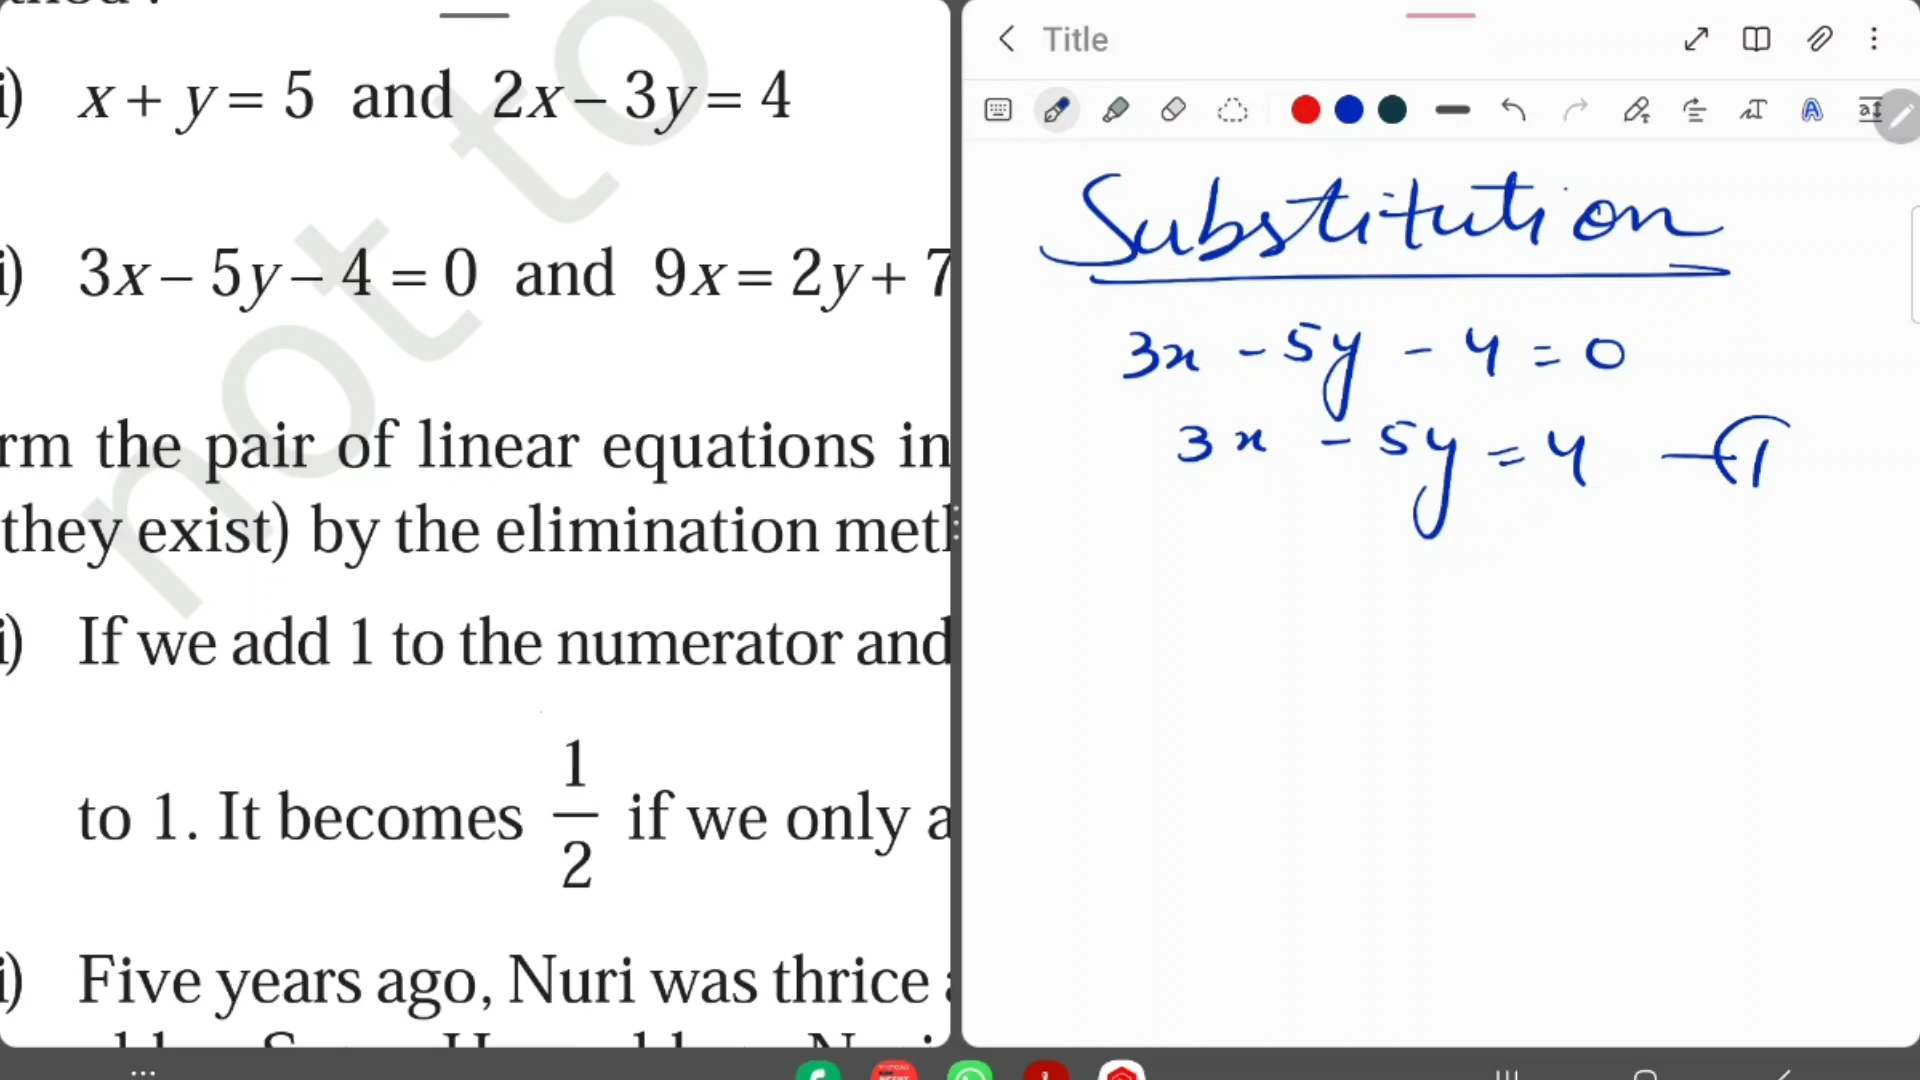 i) x + y = 5 and 2x – 3y = 4
i) 3x – 5y – 4 = 0 and 9x = 2y + 7
rm the pair of linear equations in
they exist) by the elimination
i) If we add 1 to the numerator and
to 1. It becomes 1/2 if we only a
i) Five years ago, Nuri was thrice
not to
Title
Substitution
3x - 5y - 4 = 0
3x - 5y = 4 — (1